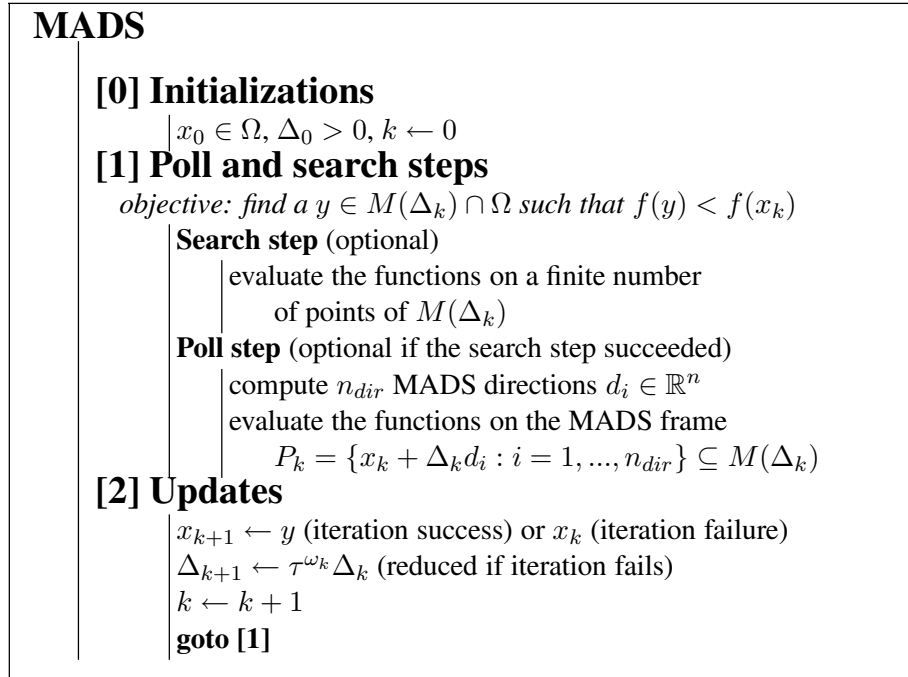 MADS
[0] Initializations
x_0 ∈ Ω, Δ_0 > 0, k ← 0
[1] Poll and search steps
objective: find a y ∈ M(Δ_k) ∩ Ω such that f(y) < f(x_k)
Search step (optional)
evaluate the functions on a finite number
of points of M(Δ_k)
Poll step (optional if the search step succeeded)
compute n_{dir} MADS directions d_i ∈ ℝ^n
evaluate the functions on the MADS frame
P_k = {x_k + Δ_k d_i : i = 1, ..., n_{dir}} ⊆ M(Δ_k)
[2] Updates
x_{k+1} ← y (iteration success) or x_k (iteration failure)
Δ_{k+1} ← τ^{ω_k} Δ_k (reduced if iteration fails)
k ← k + 1
goto [1]